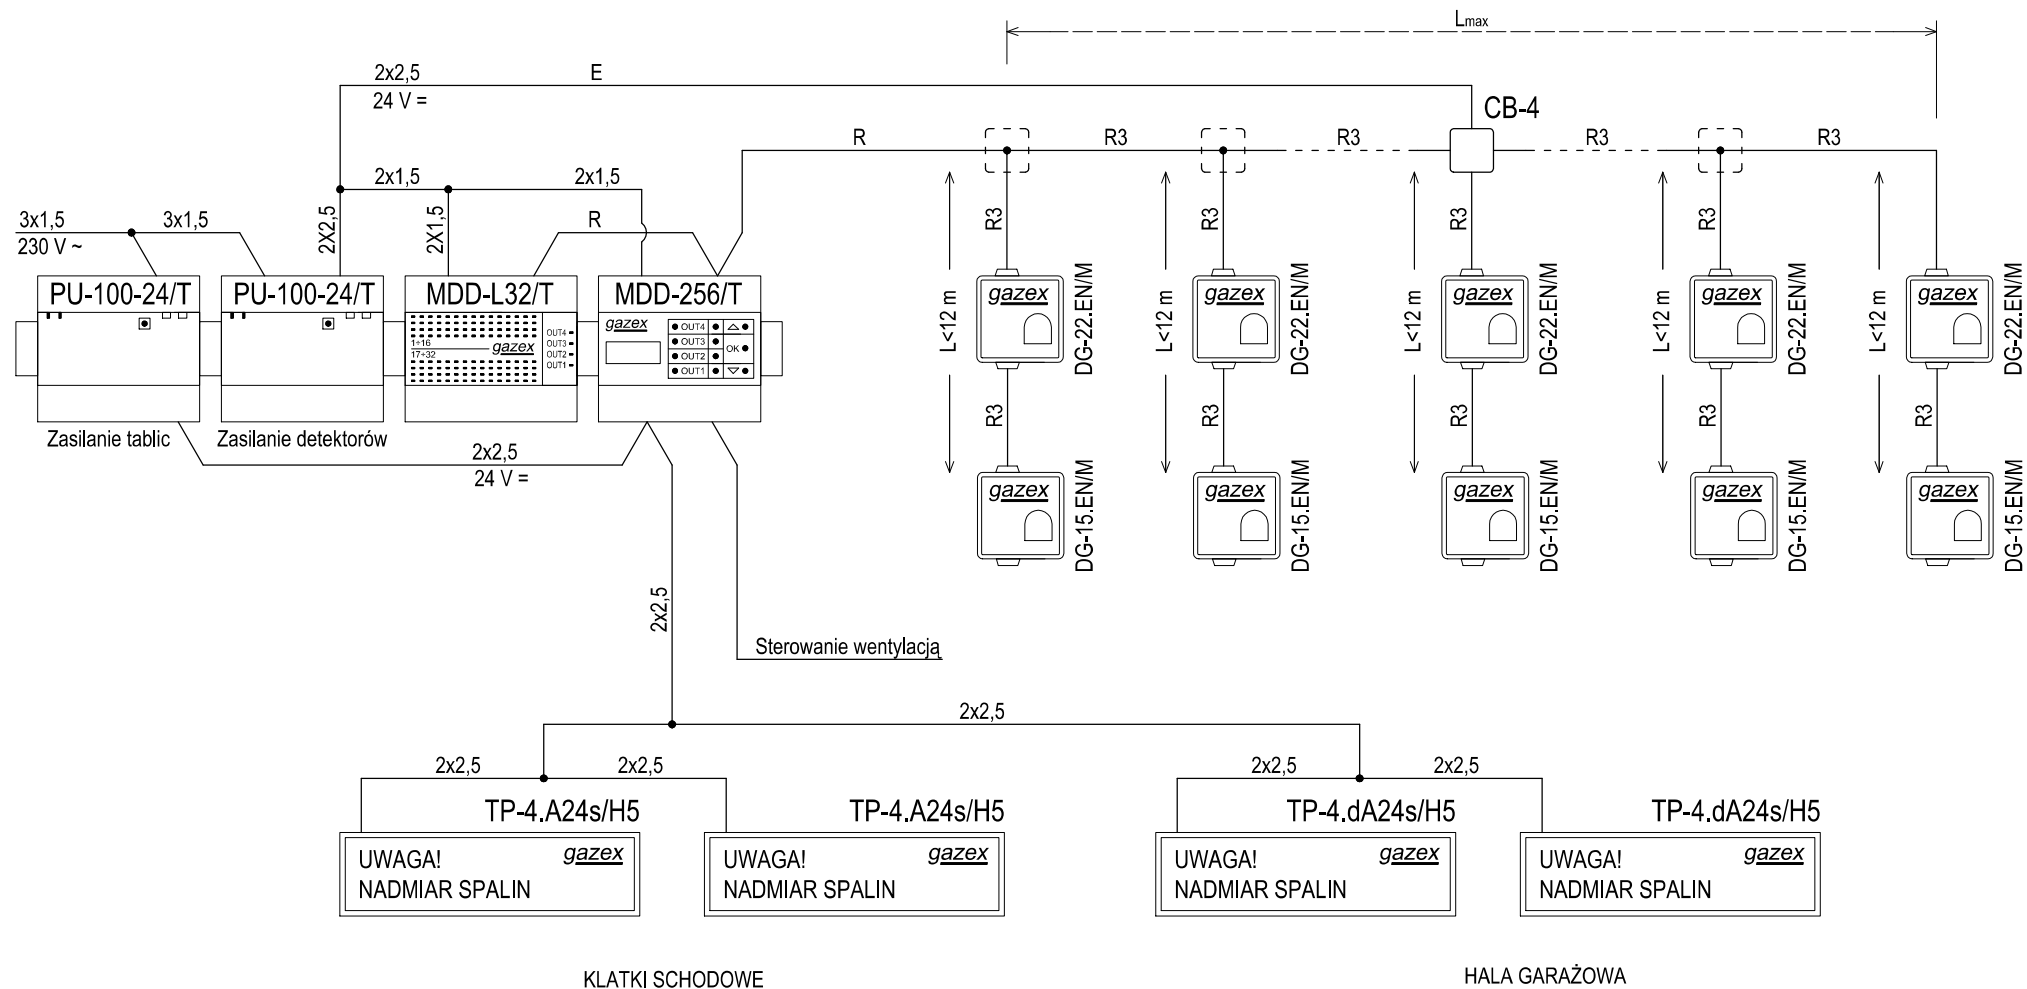 Lmax
2x2,5
E
24 V =
CB-4
R
R3
R3
R3
R3
2x1,5
2x1,5
3x1,5
3x1,5
230 V ~
2X2,5
2X1,5
R
R3
R3
R3
R3
L<12 m
L<12 m
L<12 m
L<12 m
L<12 m
PU-100-24/T
PU-100-24/T
MDD-L32/T
MDD-256/T
gazex
OUT4
OUT3
OUT2
OUT1
OK
1÷16
17÷32
gazex
OUT4
OUT3
OUT2
OUT1
gazex
DG-22.EN/M
gazex
DG-22.EN/M
gazex
DG-22.EN/M
gazex
DG-22.EN/M
gazex
DG-22.EN/M
Zasilanie tablic
Zasilanie detektorów
2x2,5
24 V =
R3
R3
R3
R3
R3
gazex
DG-15.EN/M
gazex
DG-15.EN/M
gazex
DG-15.EN/M
gazex
DG-15.EN/M
gazex
DG-15.EN/M
2x2,5
Sterowanie wentylacją
2x2,5
2x2,5
2x2,5
2x2,5
2x2,5
TP-4.A24s/H5
TP-4.A24s/H5
TP-4.dA24s/H5
TP-4.dA24s/H5
UWAGA!
gazex
NADMIAR SPALIN
UWAGA!
gazex
NADMIAR SPALIN
UWAGA!
gazex
NADMIAR SPALIN
UWAGA!
gazex
NADMIAR SPALIN
KLATKI SCHODOWE
HALA GARAŻOWA